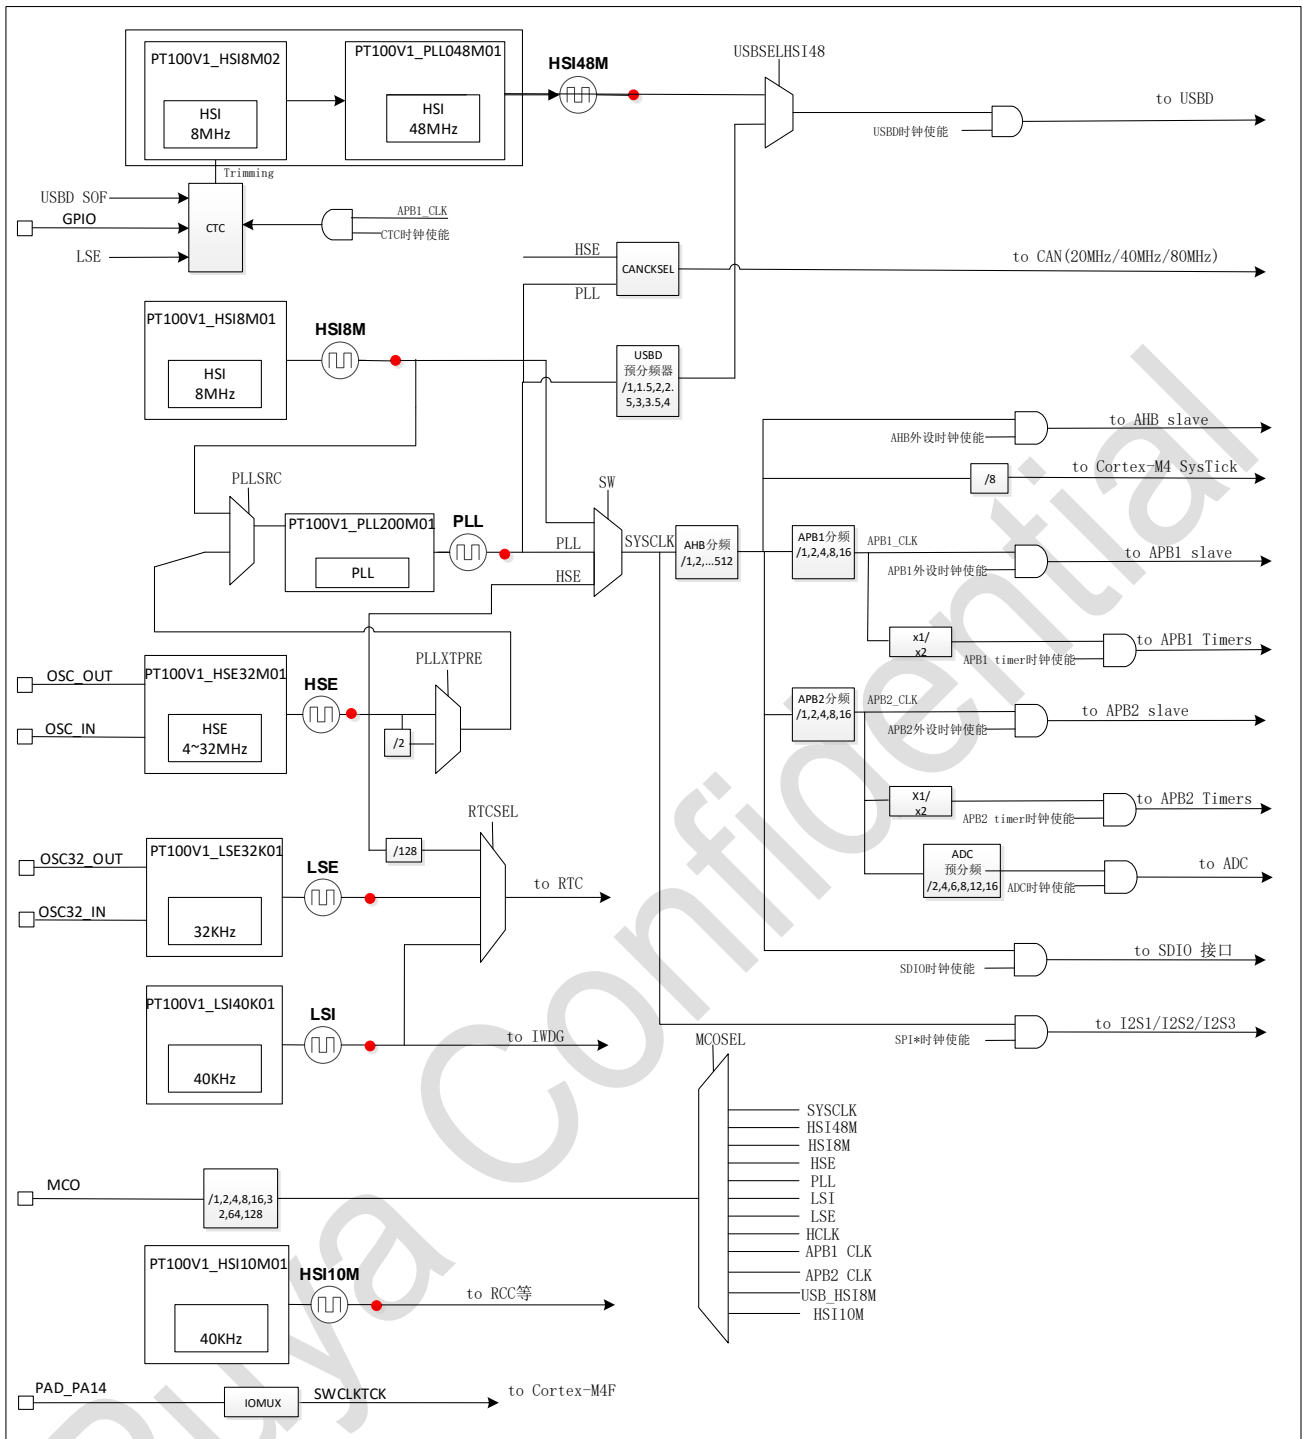 PT100V1_HSI8M02
HSI
8MHz
PT100V1_PLL048M01
HSI
48MHz
HSI48M
USBSELHSI48
to USBD
USBD时钟使能
Trimming
USBD SOF
GPIO
LSE
CTC
APB1_CLK
CTC时钟使能
HSE
PLL
CANCKSEL
to CAN(20MHz/40MHz/80MHz)
PT100V1_HSI8M01
HSI
8MHz
HSI8M
USBD
预分频器
/1,1.5,2,2.
5,3,3.5,4
AHB外设时钟使能
to AHB slave
/8
to Cortex-M4 SysTick
PLLSRC
PT100V1_PLL200M01
PLL
PLL
SW
PLL
HSE
SYSCLK
AHB分频
/1,2,...512
APB1分频
/1,2,4,8,16
APB1_CLK
APB1外设时钟使能
to APB1 slave
x1/
x2
APB1 timer时钟使能
to APB1 Timers
OSC_OUT
OSC_IN
PT100V1_HSE32M01
HSE
4~32MHz
HSE
PLLXTPRE
/2
APB2分频
/1,2,4,8,16
APB2_CLK
APB2外设时钟使能
to APB2 slave
X1/
x2
APB2 timer时钟使能
to APB2 Timers
ADC
预分频
/2,4,6,8,12,16
ADC时钟使能
to ADC
RTCSEL
/128
OSC32_OUT
OSC32_IN
PT100V1_LSE32K01
32KHz
LSE
to RTC
SDIO时钟使能
to SDIO 接口
PT100V1_LSI40K01
40KHz
LSI
to IWDG
SPI*时钟使能
to I2S1/I2S2/I2S3
MCOSEL
SYSCLK
HSI48M
HSI8M
HSE
PLL
LSI
LSE
HCLK
APB1 CLK
APB2 CLK
USB_HSI8M
HSI10M
MCO
/1,2,4,8,16,3
2,64,128
PT100V1_HSI10M01
40KHz
HSI10M
to RCC等
PAD_PA14
IOMUX
SWCLKTCK
to Cortex-M4F
Puya Confidential